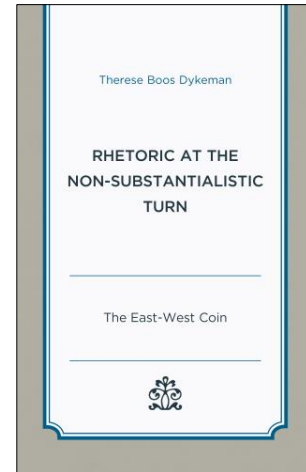 Therese Boos Dykeman
RHETORIC AT THE
NON-SUBSTANTIALISTIC
TURN
The East-West Coin